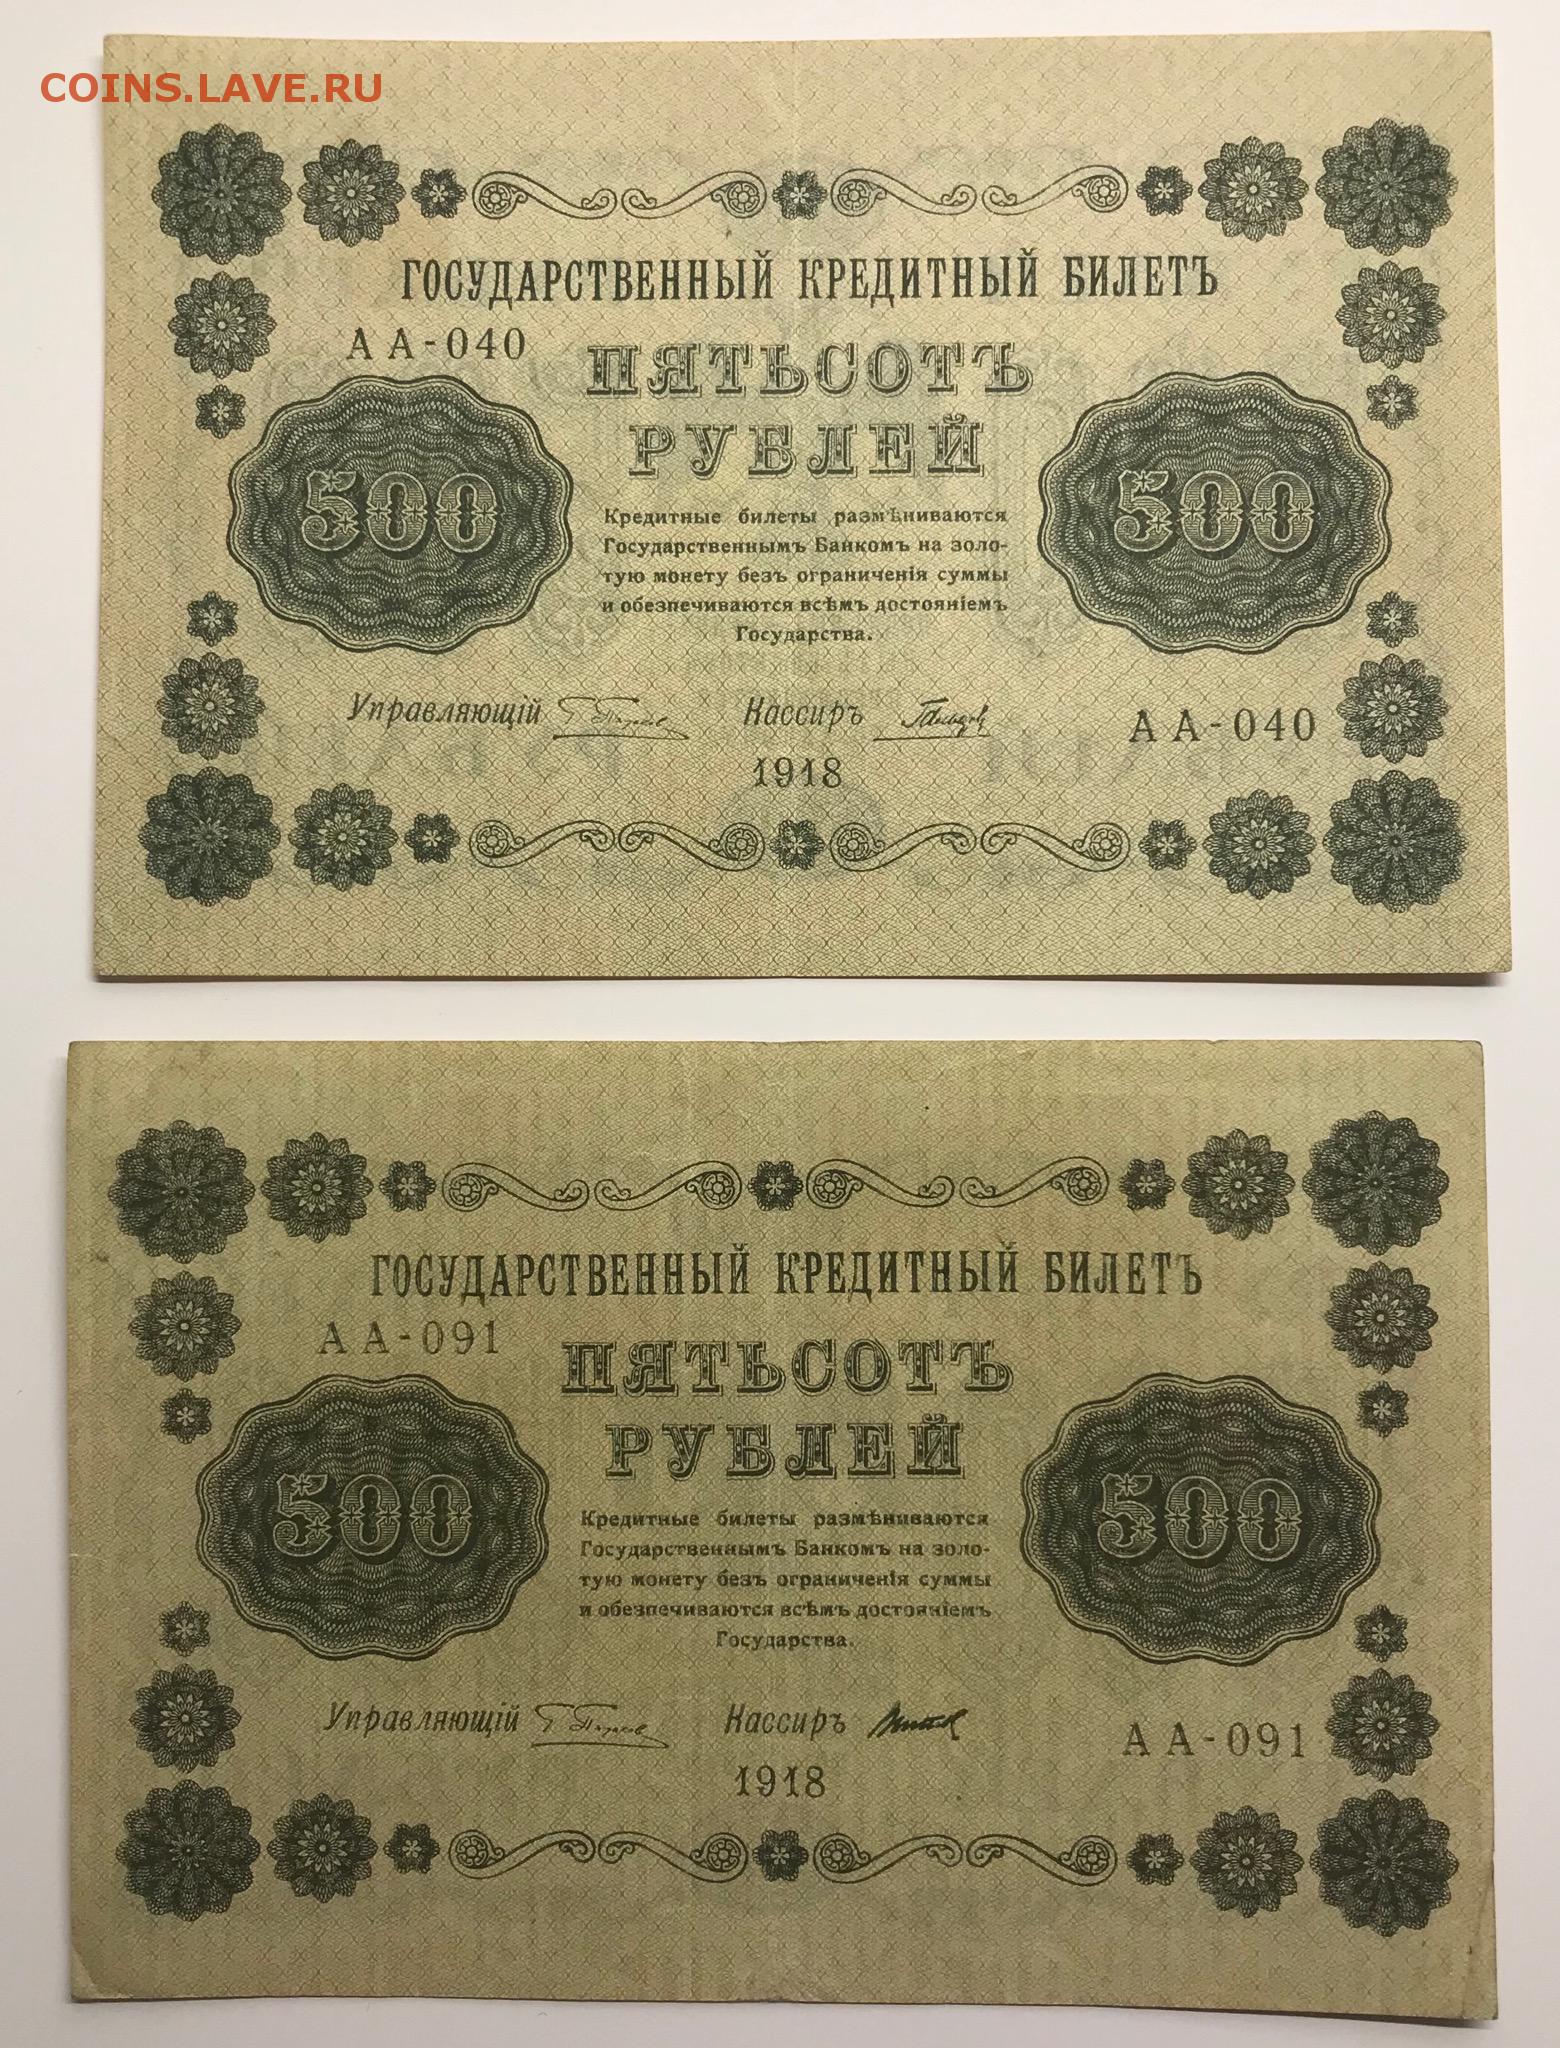 COINS.LAVE.RU
ГОСУДАРСТВЕННЫЙ КРЕДИТНЫЙ БИЛЕТЪ
АА-040
ПЯТЬСОТЪ
РУБЛЕЙ
500
500
Кредитные билеты размѣниваются
Государственнымъ Банкомъ на золо-
тую монету безъ ограниченія суммы
и обезпечиваются всѣмъ достояніемъ
Государства.
Управляющій
Кассиръ
АА-040
1918
ГОСУДАРСТВЕННЫЙ КРЕДИТНЫЙ БИЛЕТЪ
АА-091
ПЯТЬСОТЪ
РУБЛЕЙ
500
500
Кредитные билеты размѣниваются
Государственнымъ Банкомъ на золо-
тую монету безъ ограниченія суммы
и обезпечиваются всѣмъ достояніемъ
Государства.
Управляющій
Кассиръ
АА-091
1918